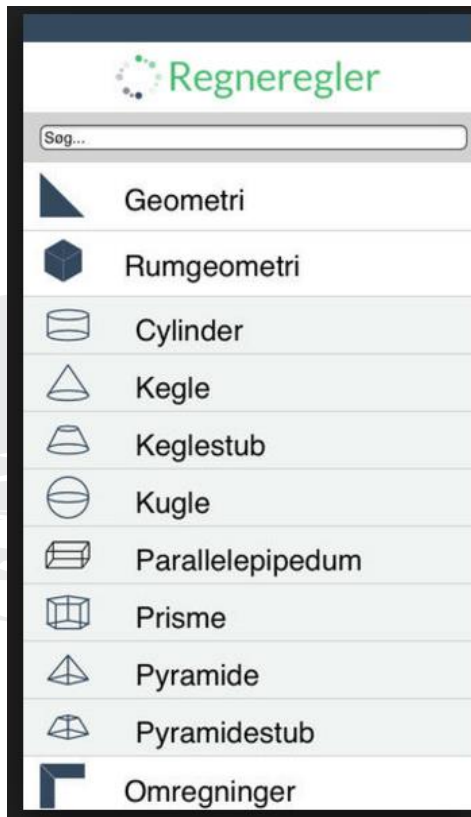 Regneregler
Søg...
Geometri
Rumgeometri
Cylinder
Kegle
Keglestub
Kugle
Parallelepipedum
Prisme
Pyramide
Pyramidestub
Omregninger